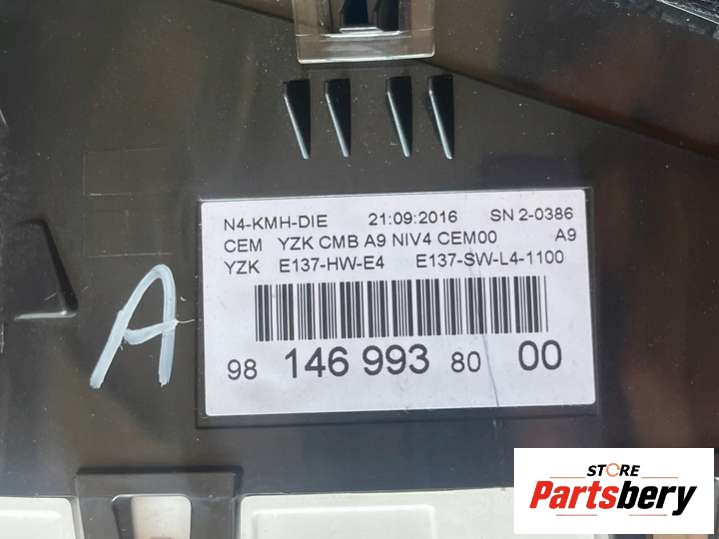 N4-KMH-DIE 21:09:2016 SN 2-0386
CEM YZK CMB A9 NIV4 CEM00 A9
YZK E137-HW-E4 E137-SW-L4-1100
98 146 993 80 00
A
STORE
Partsbery